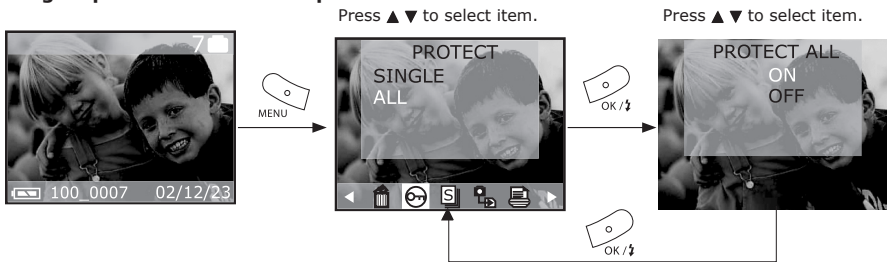 Press ▲ ▼ to select item.
Press ▲ ▼ to select item.
7
100_0007 02/12/23
MENU
PROTECT
SINGLE
ALL
S
OK /
PROTECT ALL
ON
OFF
OK /